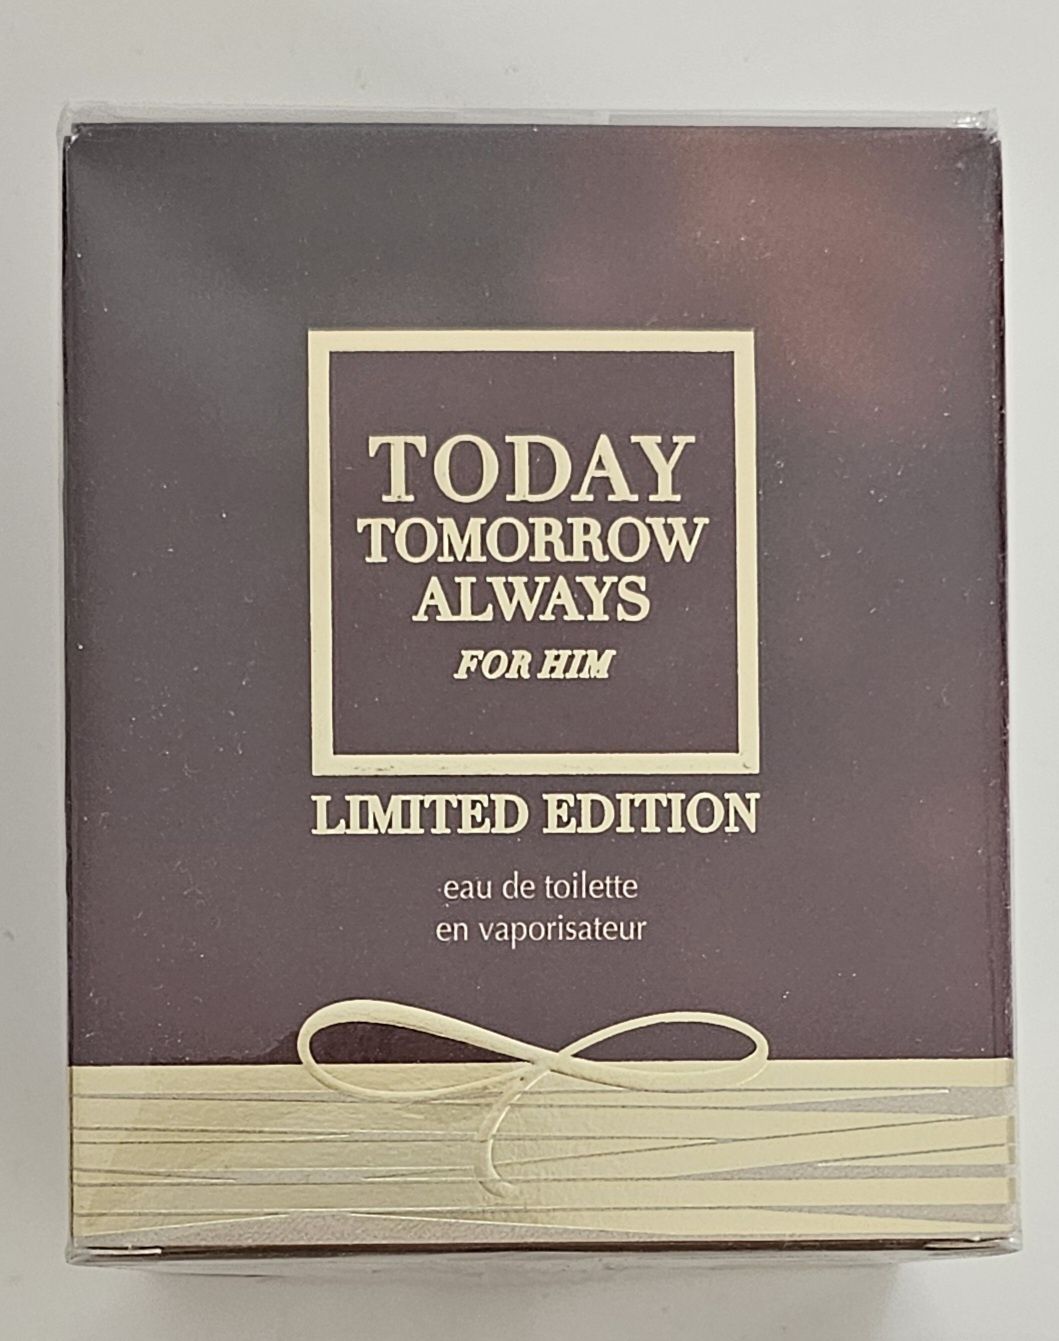 TODAY
TOMORROW
ALWAYS
FOR HIM
LIMITED EDITION
eau de toilette
en vaporisateur